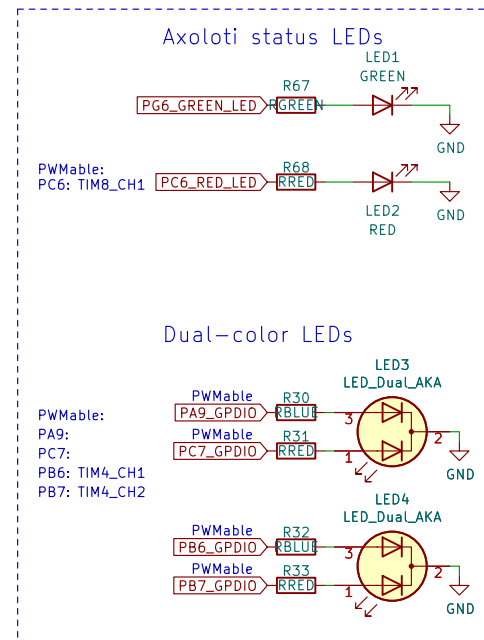 Axoloti status LEDs
LED1
GREEN
R67
PG6_GREEN_LED
RGREEN
GND
PWMable:
PC6: TIM8_CH1
R68
PC6_RED_LED
RRED
GND
LED2
RED
Dual-color LEDs
LED3
LED_Dual_AKA
PWMable
R30
PA9_GPDIO
RBLUE
3
PWMable
R31
PC7_GPDIO
RRED
1
2
GND
PWMable:
PA9:
PC7:
PB6: TIM4_CH1
PB7: TIM4_CH2
LED4
LED_Dual_AKA
PWMable
R32
PB6_GPDIO
RBLUE
3
PWMable
R33
PB7_GPDIO
RRED
1
2
GND